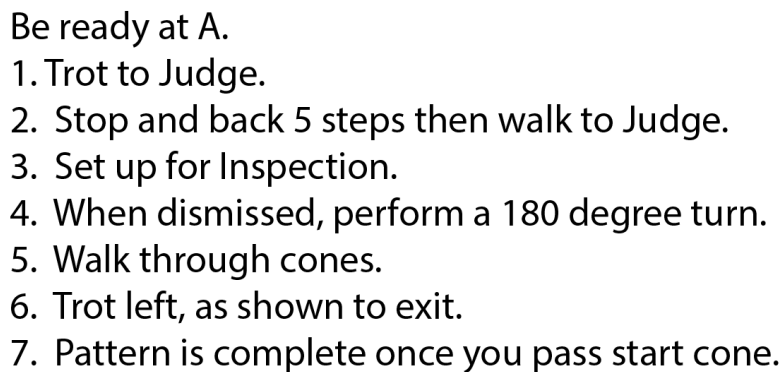 Be ready at A.
1. Trot to Judge.
2. Stop and back 5 steps then walk to Judge.
3. Set up for Inspection.
4. When dismissed, perform a 180 degree turn.
5. Walk through cones.
6. Trot left, as shown to exit.
7. Pattern is complete once you pass start cone.